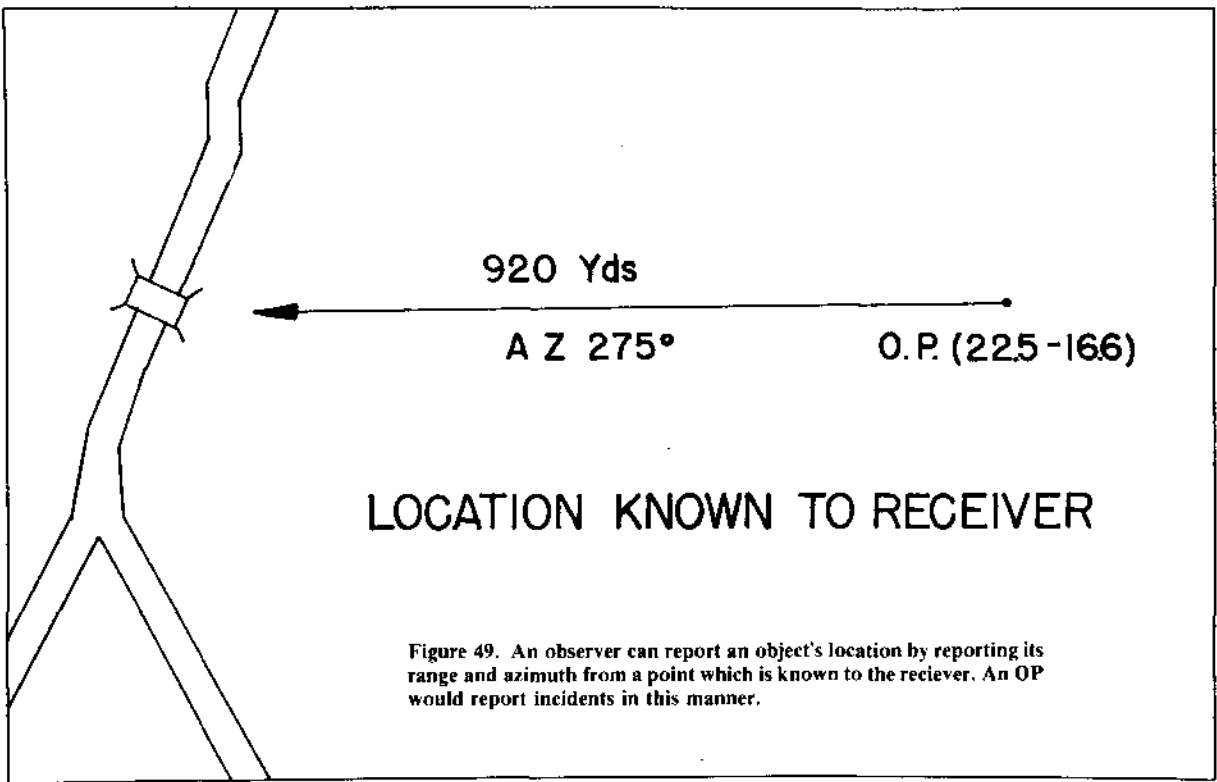 920 Yds
A Z 275°
O.P. (22.5-16.6)
LOCATION KNOWN TO RECEIVER
Figure 49. An observer can report an object's location by reporting its
range and azimuth from a point which is known to the reciever. An OP
would report incidents in this manner.